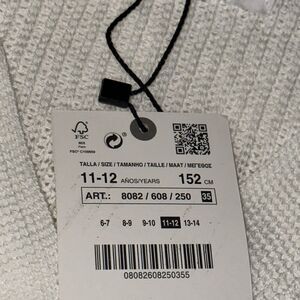 FSC
MIX
TALLA / SIZE / TAMANHO / TAILLE / MAAT / ΜΕΓΕΘΟΣ
11-12 AÑOS/YEARS 152 CM
ART.: 8082 / 608 / 250 35
6-7 8-9 9-10 11-12 13-14
08082608250355